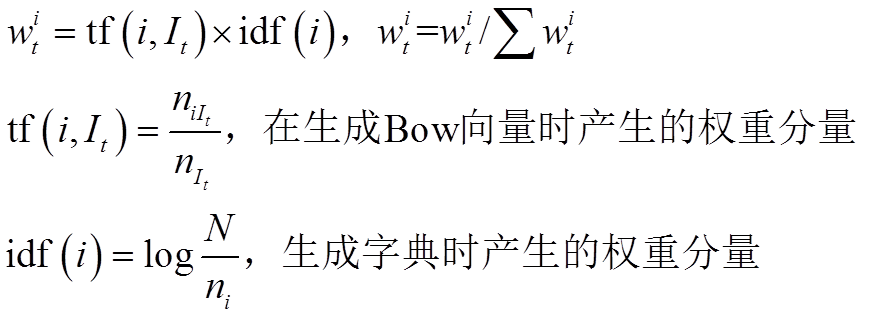 w_t^i = tf(i, I_t) × idf(i)，w_t^i=w_t^i/∑w_t^i
tf(i, I_t) = n_{iI_t}/n_{I_t}，在生成Bow向量时产生的权重分量
idf(i) = log N/n_i，生成字典时产生的权重分量